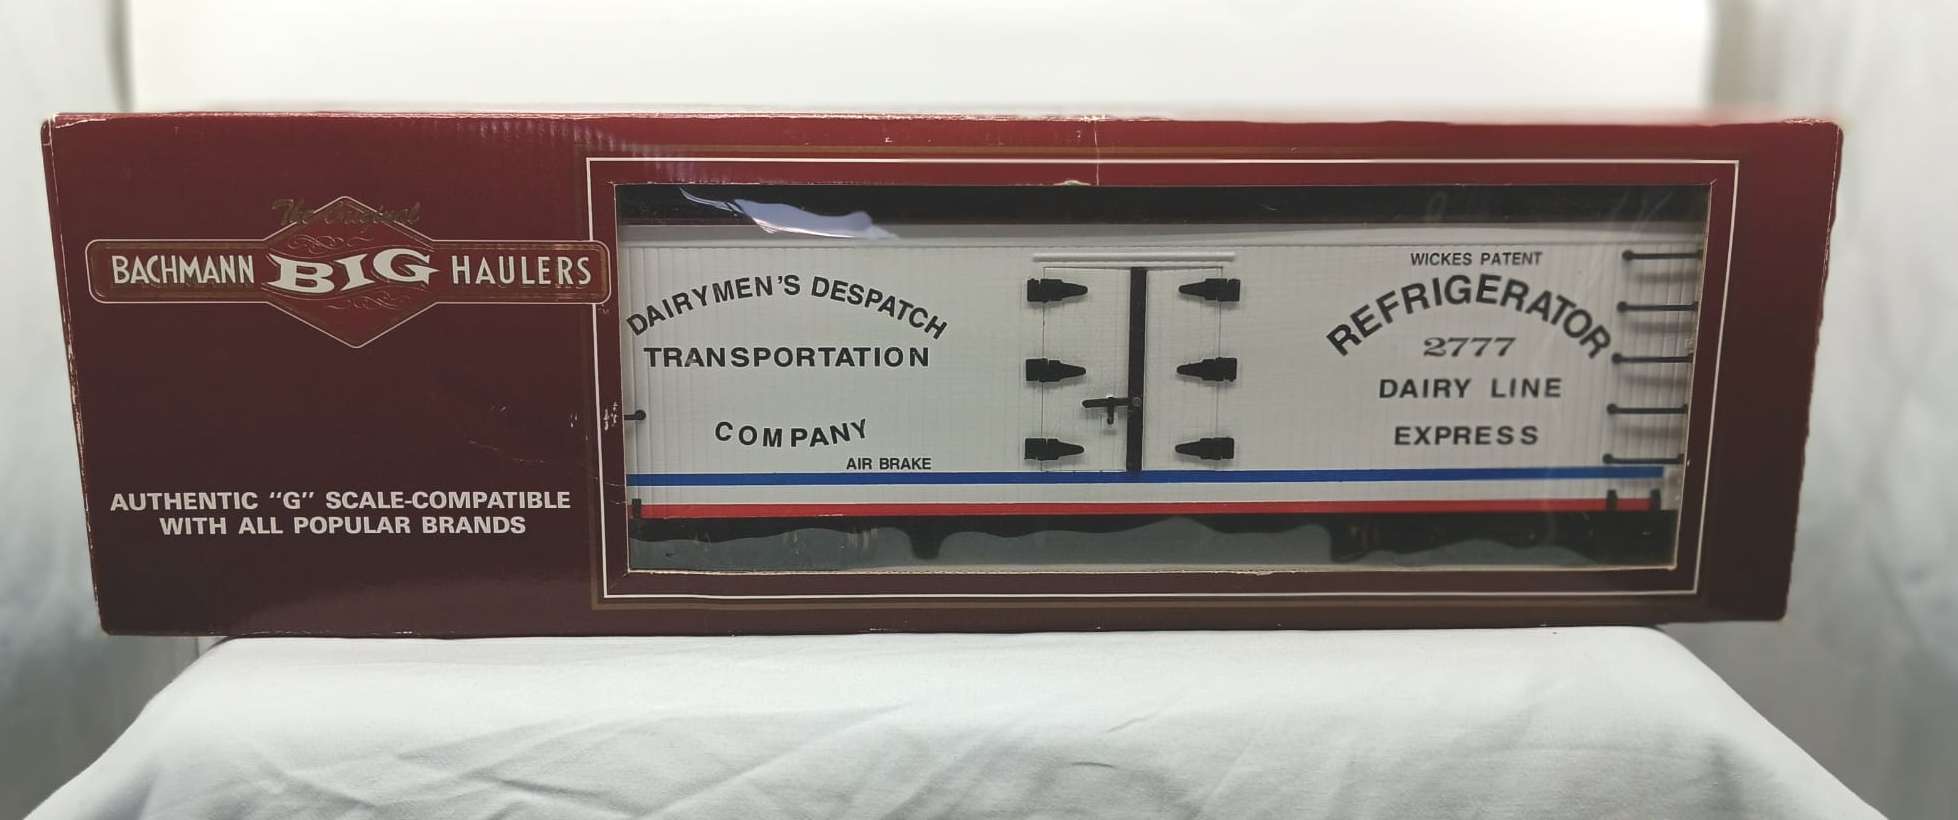 The Original
BACHMANN BIG HAULERS
TM
AUTHENTIC "G" SCALE-COMPATIBLE
WITH ALL POPULAR BRANDS
DAIRYMEN'S DESPATCH
TRANSPORTATION
COMPANY
AIR BRAKE
WICKES PATENT
REFRIGERATOR
2777
DAIRY LINE
EXPRESS